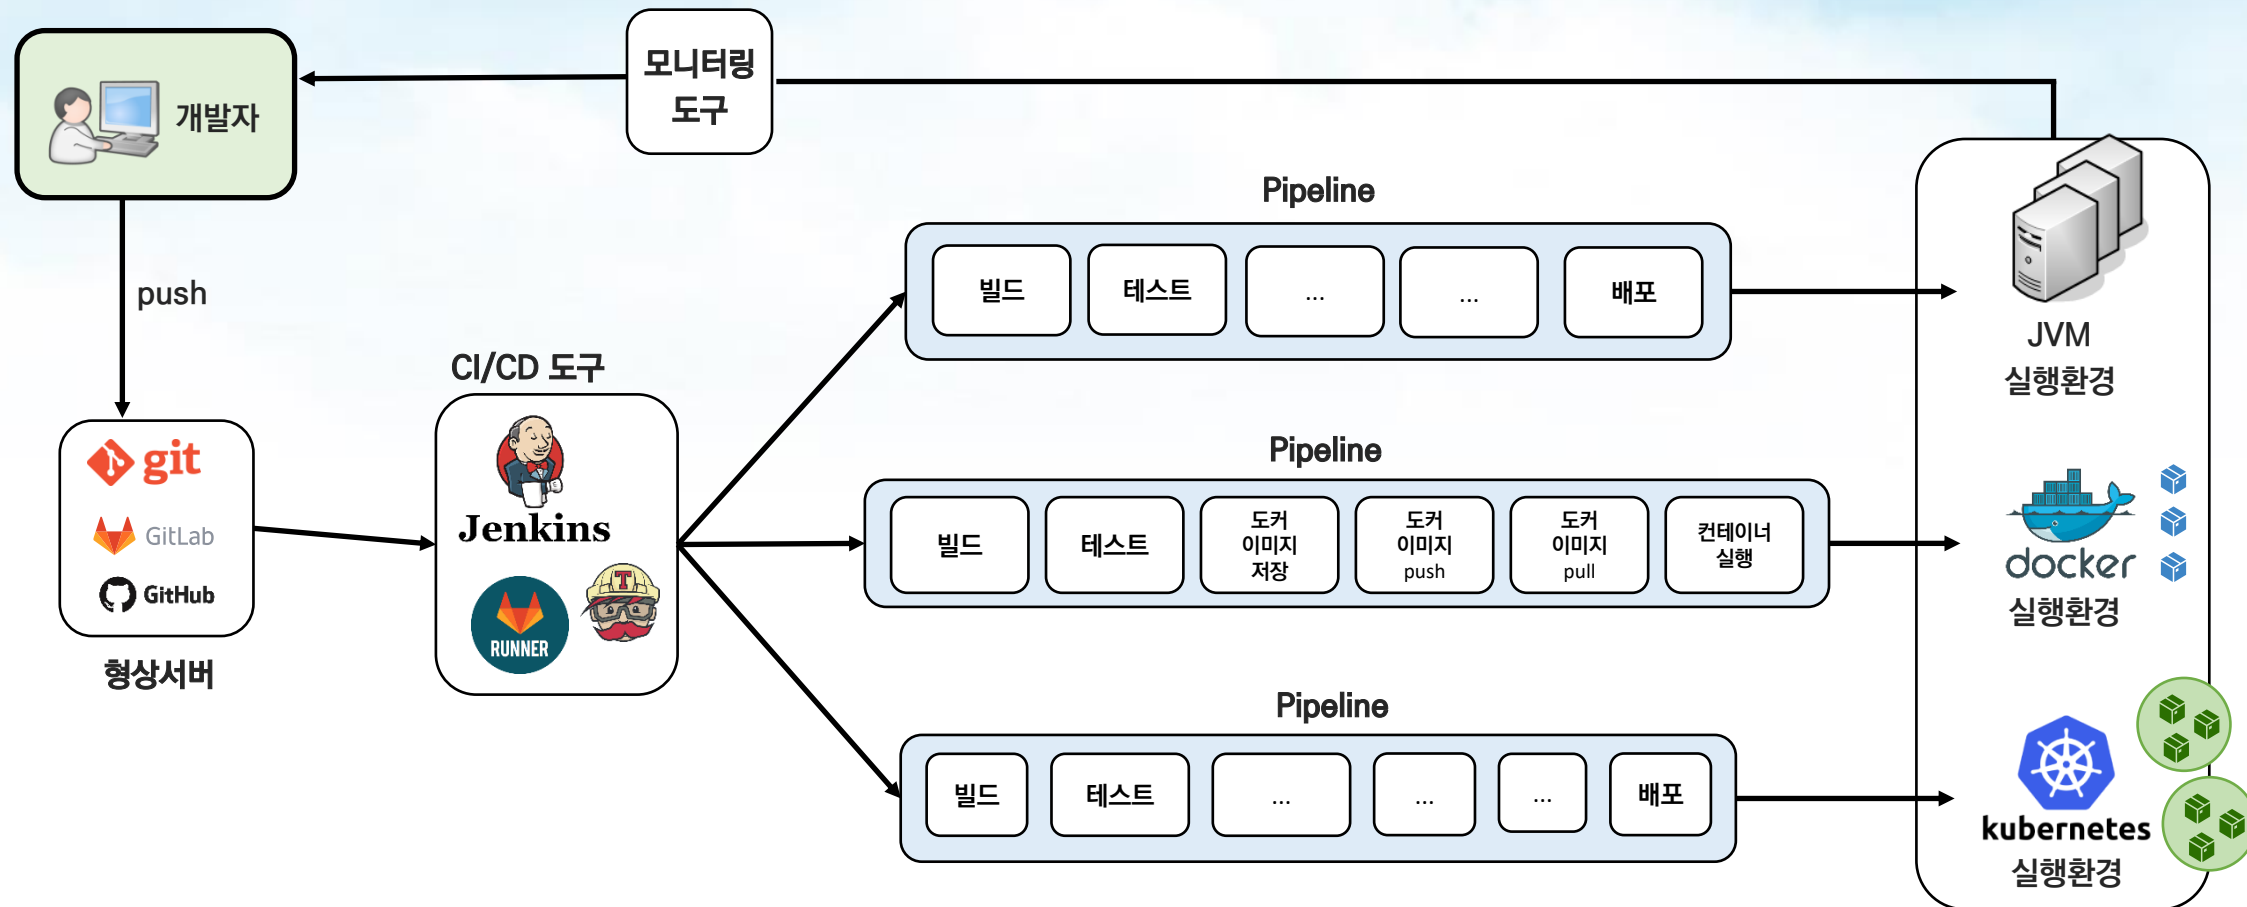 개발자
모니터링
도구
push
git
GitLab
GitHub
형상서버
CI/CD 도구
Jenkins
T
RUNNER
Pipeline
빌드
테스트
...
...
배포
Pipeline
빌드
테스트
도커
이미지
저장
도커
이미지
push
도커
이미지
pull
컨테이너
실행
Pipeline
빌드
테스트
...
...
...
배포
JVM
실행환경
docker
실행환경
kubernetes
실행환경